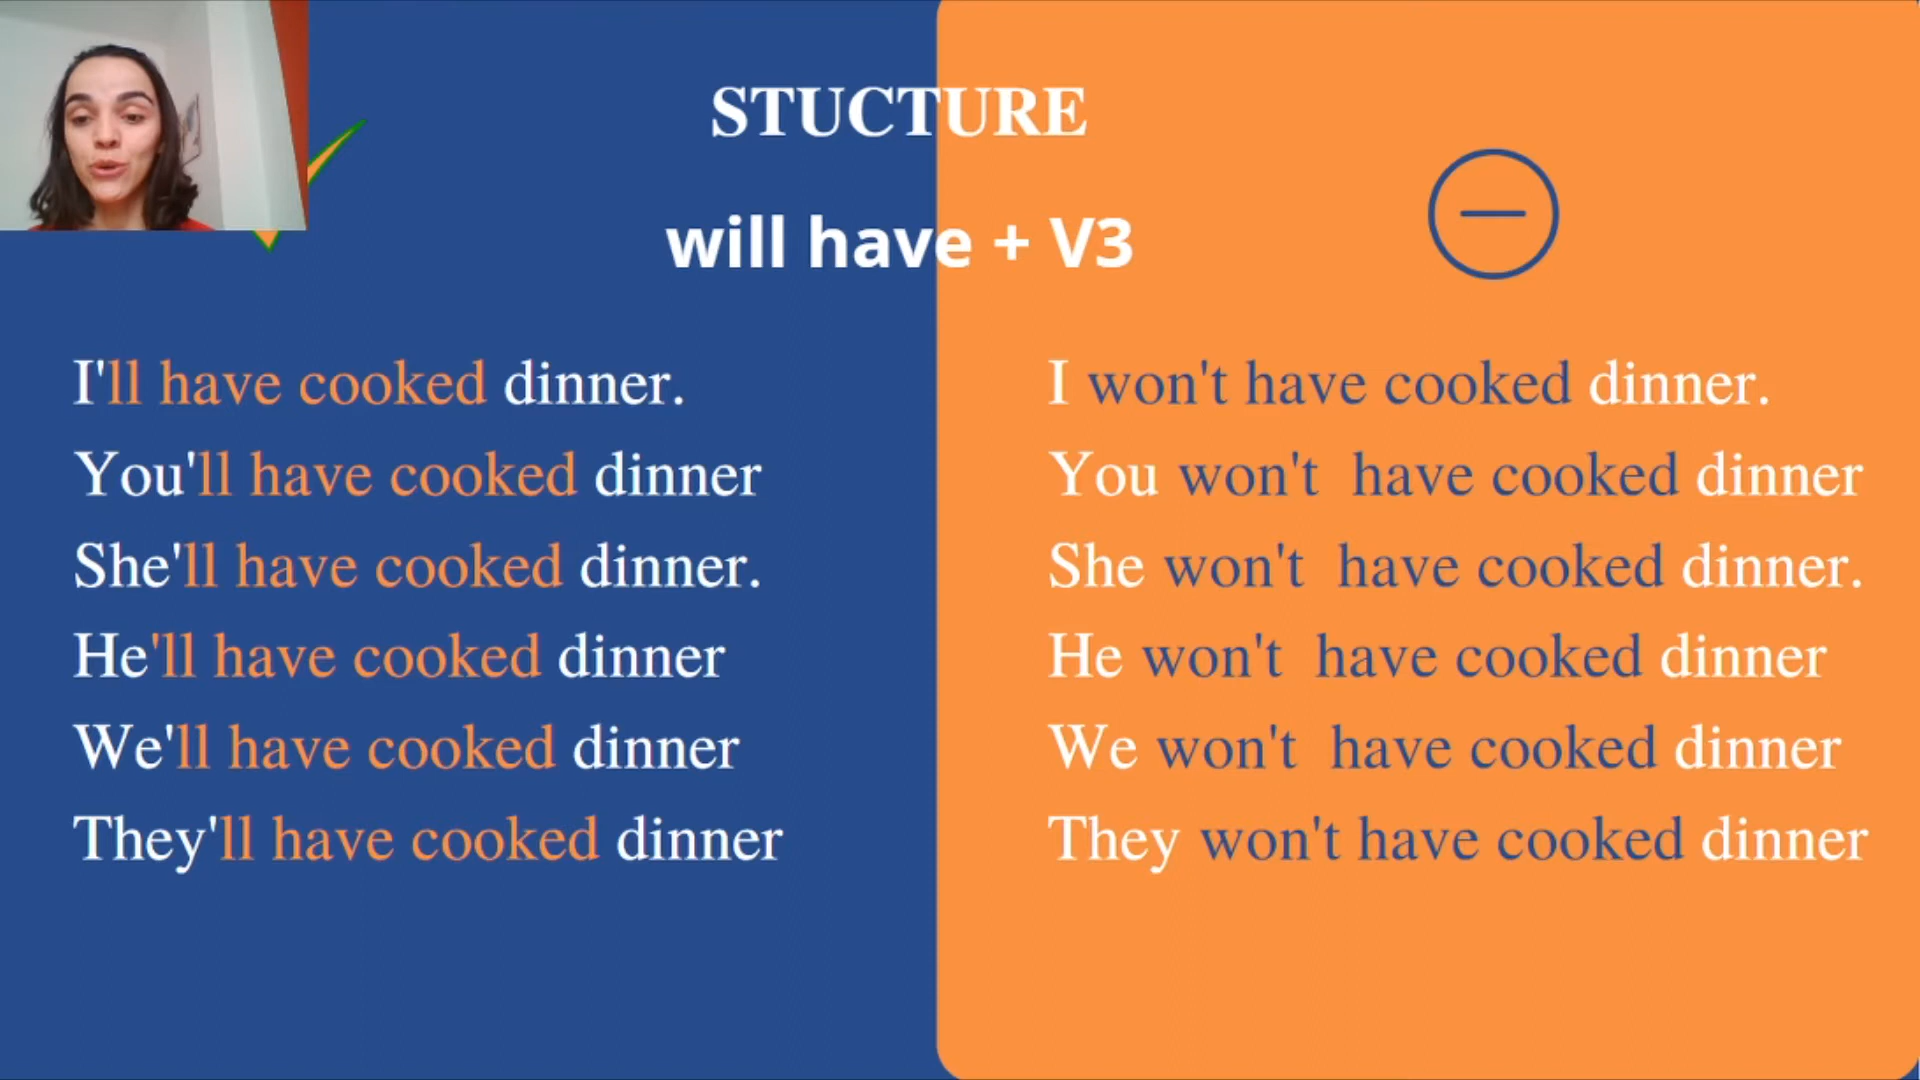 STUCTURE
will have + V3
I'll have cooked dinner.
You'll have cooked dinner
She'll have cooked dinner.
He'll have cooked dinner
We'll have cooked dinner
They'll have cooked dinner
I won't have cooked dinner.
You won't  have cooked dinner
She won't  have cooked dinner.
He won't  have cooked dinner
We won't  have cooked dinner
They won't have cooked dinner